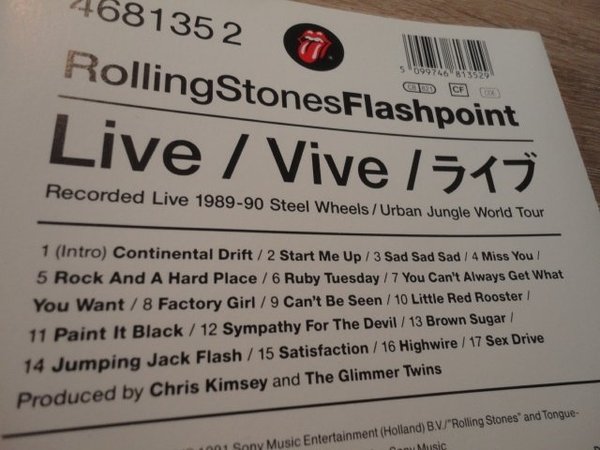 468135 2
5 099746 813529
CF
RollingStonesFlashpoint
Live / Vive / ライブ
Recorded Live 1989-90 Steel Wheels / Urban Jungle World Tour
1 (Intro) Continental Drift / 2 Start Me Up / 3 Sad Sad Sad / 4 Miss You /
5 Rock And A Hard Place / 6 Ruby Tuesday / 7 You Can't Always Get What
You Want / 8 Factory Girl / 9 Can't Be Seen / 10 Little Red Rooster /
11 Paint It Black / 12 Sympathy For The Devil / 13 Brown Sugar /
14 Jumping Jack Flash / 15 Satisfaction / 16 Highwire / 17 Sex Drive
Produced by Chris Kimsey and The Glimmer Twins
1991 Sony Music Entertainment (Holland) B.V./"Rolling Stones" and Tongue-
Sony Music